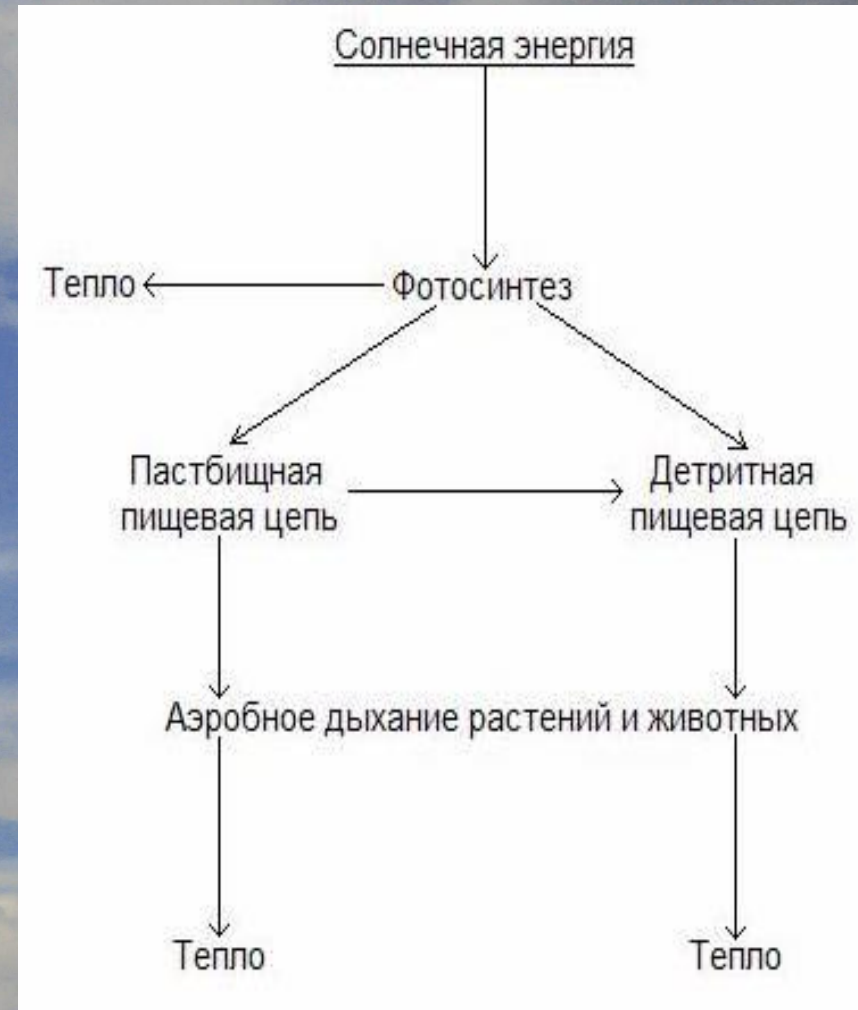 Солнечная энергия
Тепло
Фотосинтез
Пастбищная
пищевая цепь
Детритная
пищевая цепь
Аэробное дыхание растений и животных
Тепло
Тепло